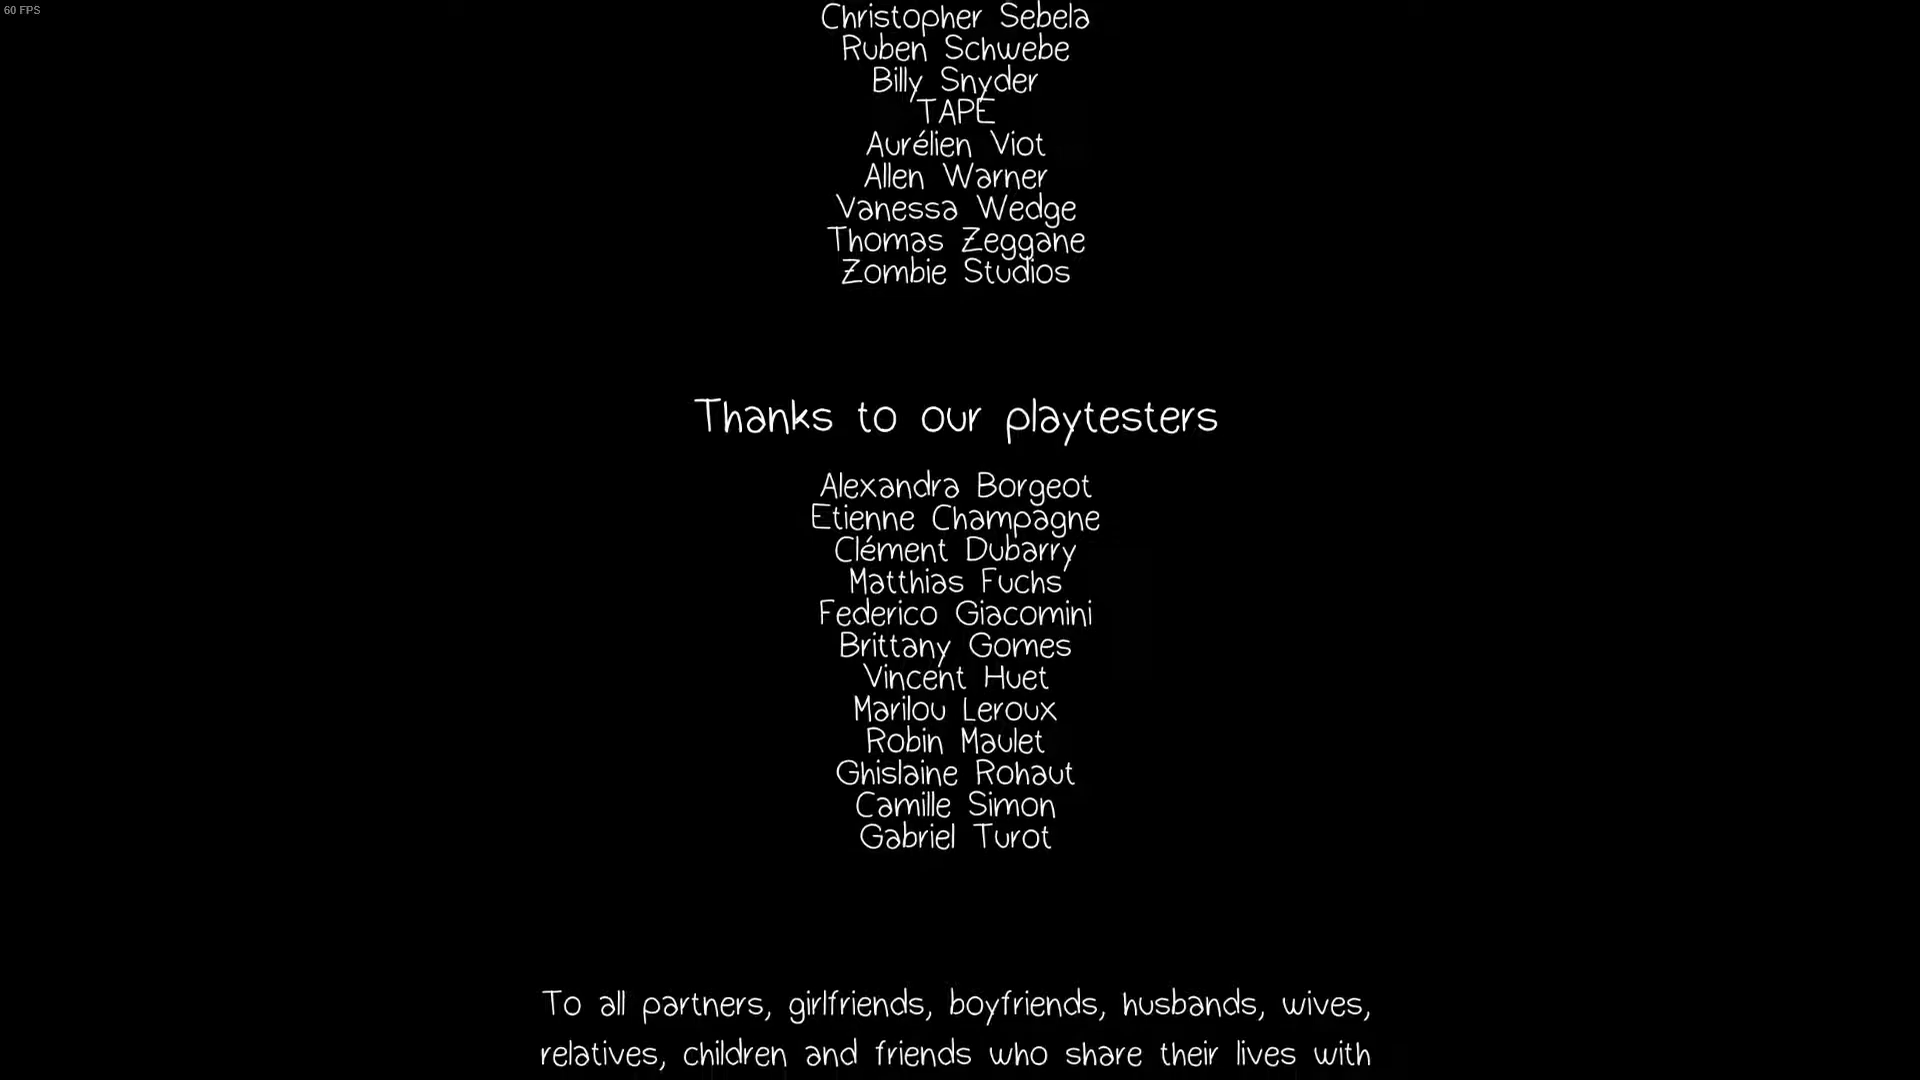 60 FPS
Christopher Sebela
Ruben Schwebe
Billy Snyder
TAPE
Aurélien Viot
Allen Warner
Vanessa Wedge
Thomas Zeggane
Zombie Studios
Thanks to our playtesters
Alexandra Borgeot
Etienne Champagne
Clément Dubarry
Matthias Fuchs
Federico Giacomini
Brittany Gomes
Vincent Huet
Marilou Leroux
Robin Maulet
Ghislaine Rohaut
Camille Simon
Gabriel Turot
To all partners, girlfriends, boyfriends, husbands, wives,
relatives, children and friends who share their lives with